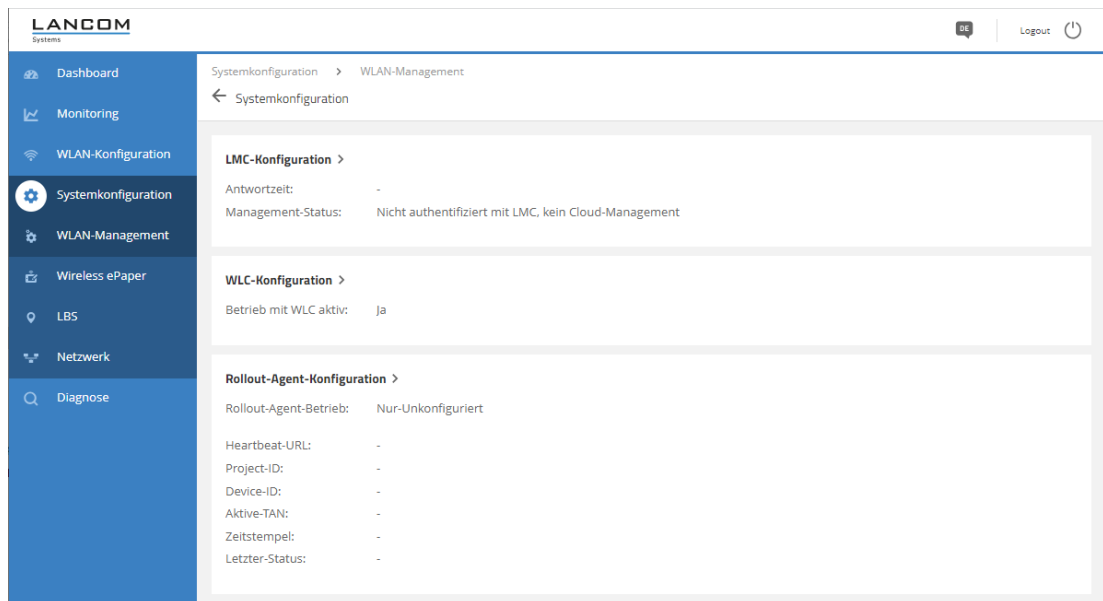 LANCOM
Systems
DE
Logout
Dashboard
Monitoring
WLAN-Konfiguration
Systemkonfiguration
WLAN-Management
Wireless ePaper
LBS
Netzwerk
Diagnose
Systemkonfiguration > WLAN-Management
← Systemkonfiguration
LMC-Konfiguration >
Antwortzeit: -
Management-Status: Nicht authentifiziert mit LMC, kein Cloud-Management
WLC-Konfiguration >
Betrieb mit WLC aktiv: Ja
Rollout-Agent-Konfiguration >
Rollout-Agent-Betrieb: Nur-Unkonfiguriert
Heartbeat-URL: -
Project-ID: -
Device-ID: -
Aktive-TAN: -
Zeitstempel: -
Letzter-Status: -